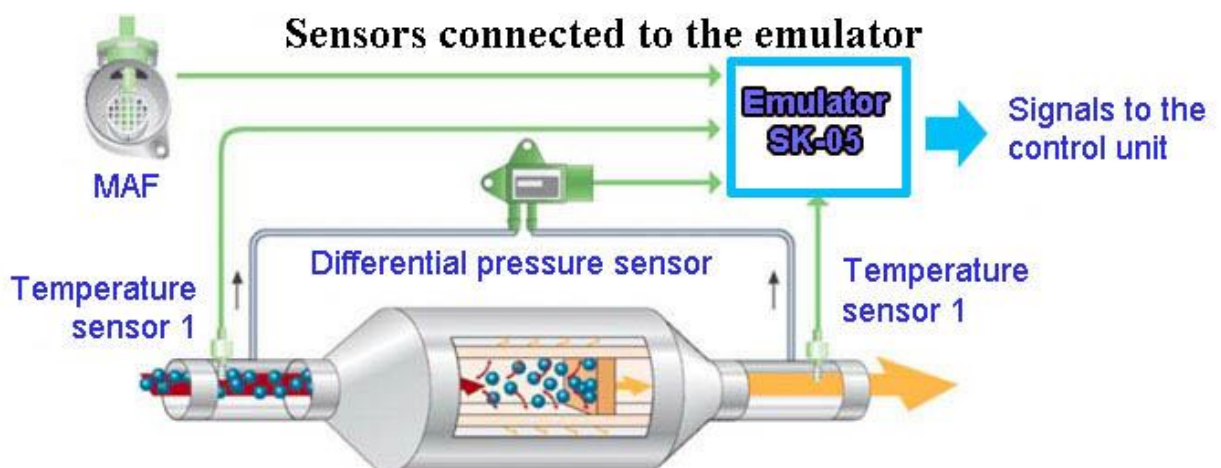 Sensors connected to the emulator
MAF
Emulator
SK-05
Signals to the
control unit
Differential pressure sensor
Temperature
sensor 1
Temperature
sensor 1